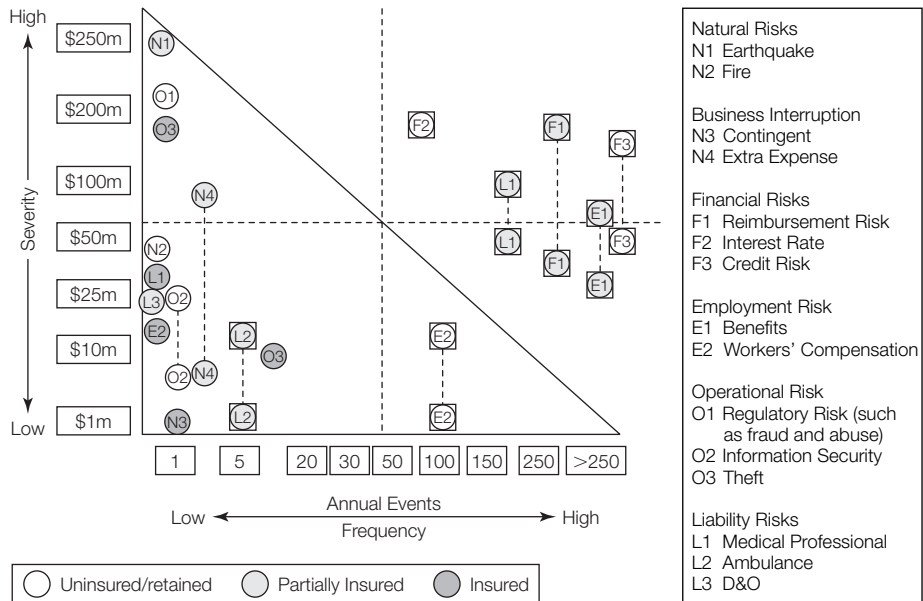 High
Severity
Low
$250m
$200m
$100m
$50m
$25m
$10m
$1m
N1
O1
O3
F2
F1
F3
L1
N4
E1
L1
F3
N2
F1
L1
E1
L3
O2
E2
L2
E2
O3
O2
N4
N3
L2
E2
1
5
20
30
50
100
150
250
>250
Annual Events
Low
High
Frequency
Uninsured/retained
Partially Insured
Insured
Natural Risks
N1 Earthquake
N2 Fire
Business Interruption
N3 Contingent
N4 Extra Expense
Financial Risks
F1 Reimbursement Risk
F2 Interest Rate
F3 Credit Risk
Employment Risk
E1 Benefits
E2 Workers' Compensation
Operational Risk
O1 Regulatory Risk (such
as fraud and abuse)
O2 Information Security
O3 Theft
Liability Risks
L1 Medical Professional
L2 Ambulance
L3 D&O